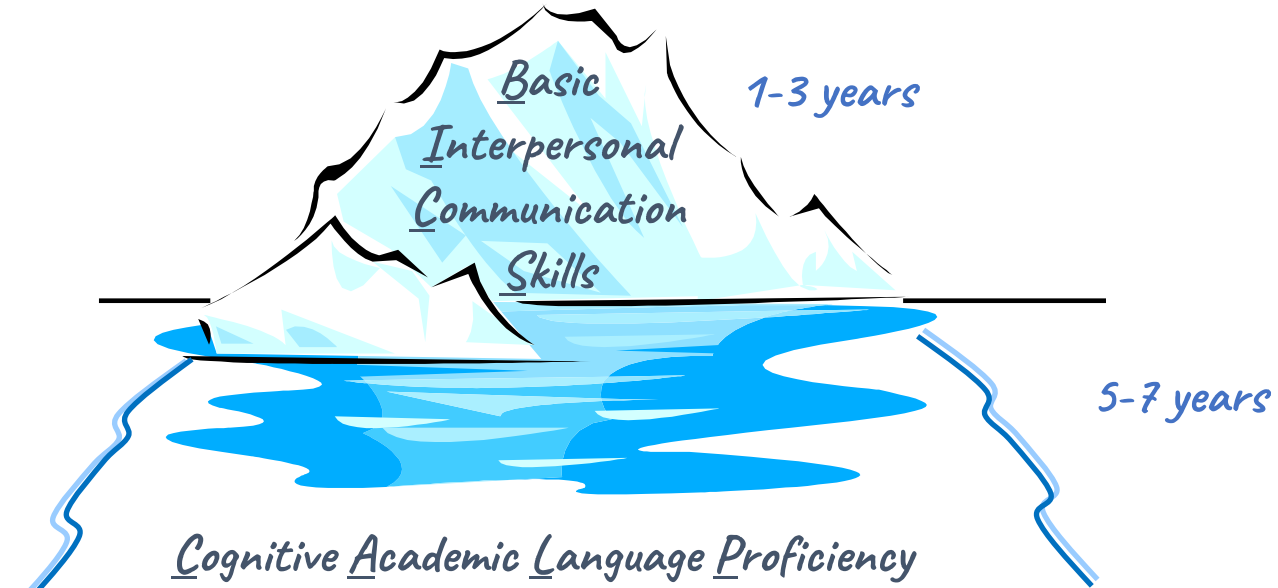 Basic
1-3 years
Interpersonal
Communication
Skills
5-7 years
Cognitive Academic Language Proficiency